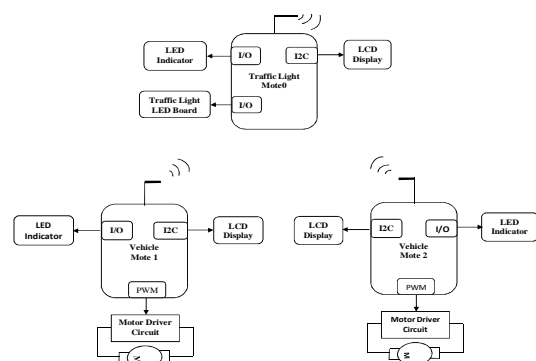 LED
Indicator
I/O
I2C
LCD
Display
Traffic Light
Mote0
Traffic Light
LED Board
I/O
LED
Indicator
I/O
I2C
LCD
Display
Vehicle
Mote 1
PWM
Motor Driver
Circuit
M
LCD
Display
I2C
I/O
LED
Indicator
Vehicle
Mote 2
PWM
Motor Driver
Circuit
M